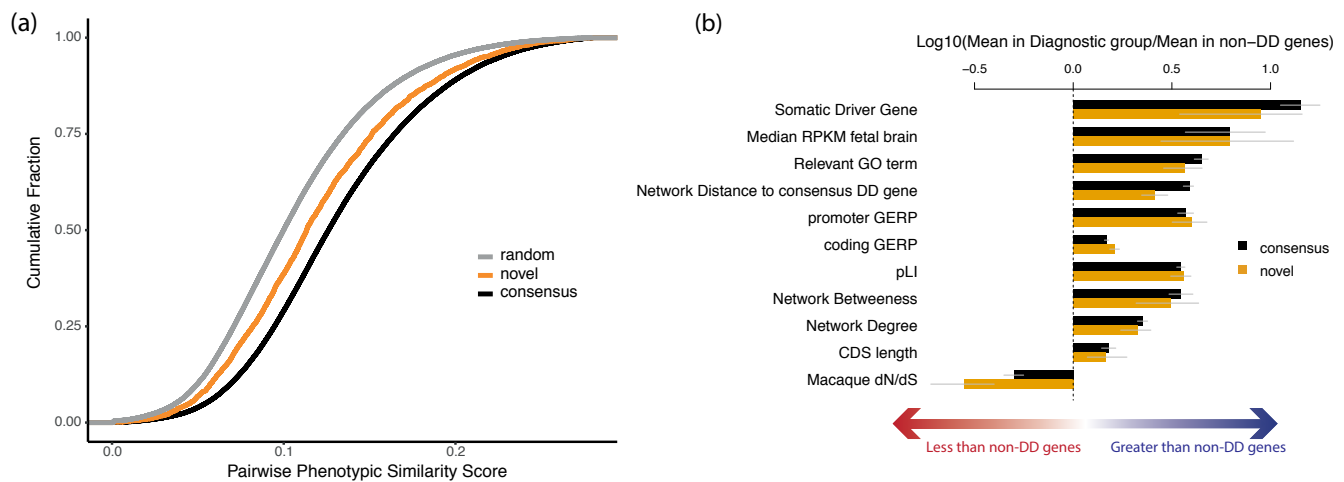 (a)
1.00
0.75
0.50
0.25
0.00
Cumulative Fraction
random
novel
consensus
0.0
0.1
0.2
Pairwise Phenotypic Similarity Score
(b)
Log10(Mean in Diagnostic group/Mean in non−DD genes)
−0.5
0.0
0.5
1.0
Somatic Driver Gene
Median RPKM fetal brain
Relevant GO term
Network Distance to consensus DD gene
promoter GERP
coding GERP
pLI
Network Betweeness
Network Degree
CDS length
Macaque dN/dS
consensus
novel
Less than non-DD genes
Greater than non-DD genes